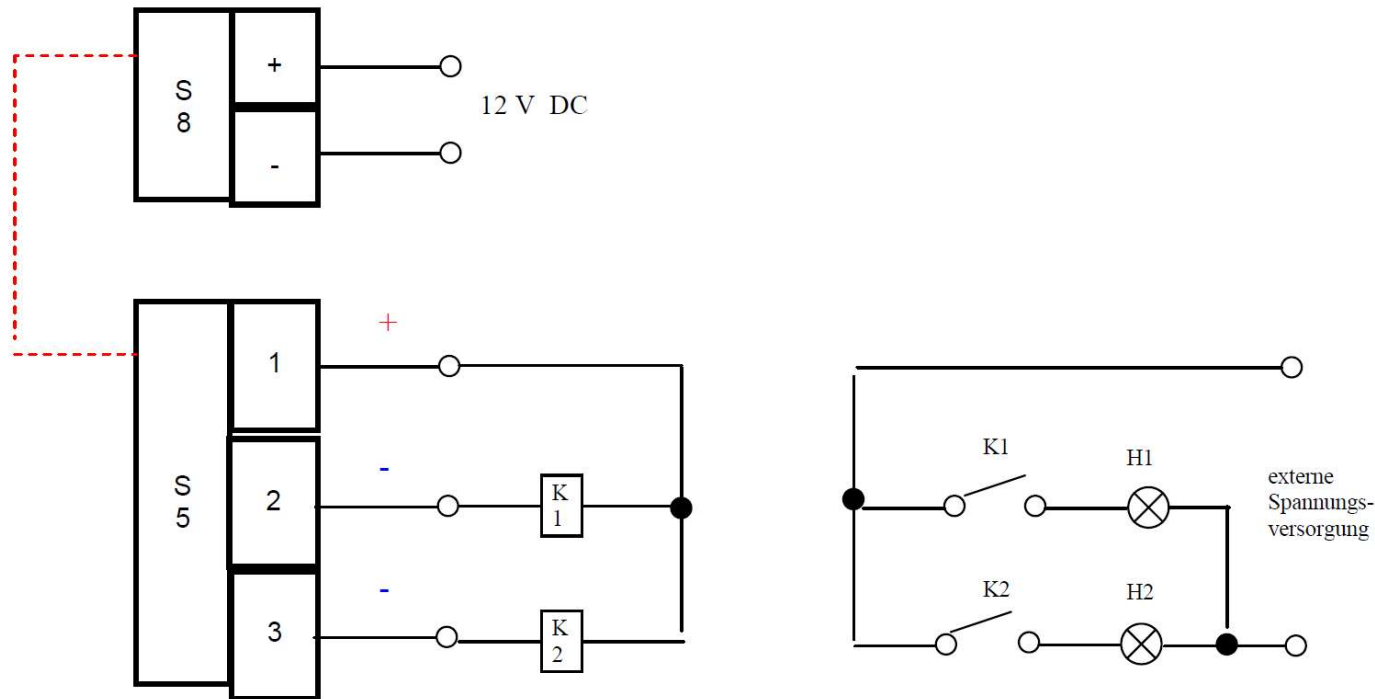 S
8
+
-
12 V DC
S
5
1
+
2
-
K
1
3
-
K
2
K1
H1
externe
Spannungs-
versorgung
K2
H2